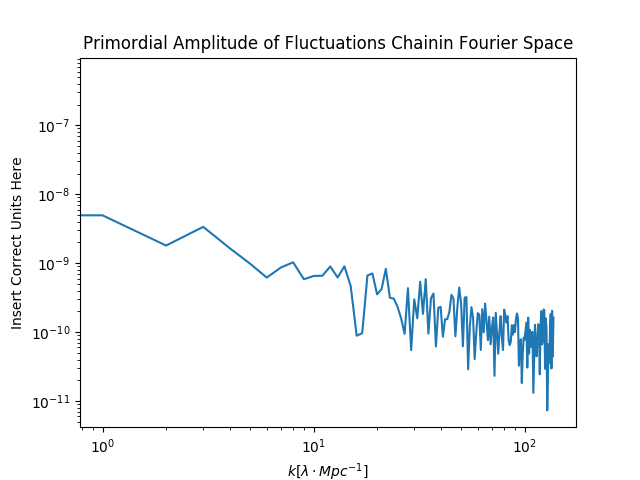 Primordial Amplitude of Fluctuations Chainin Fourier Space
Insert Correct Units Here
10⁻⁷
10⁻⁸
10⁻⁹
10⁻¹⁰
10⁻¹¹
10⁰ 10¹ 10²
k[λ · Mpc⁻¹]